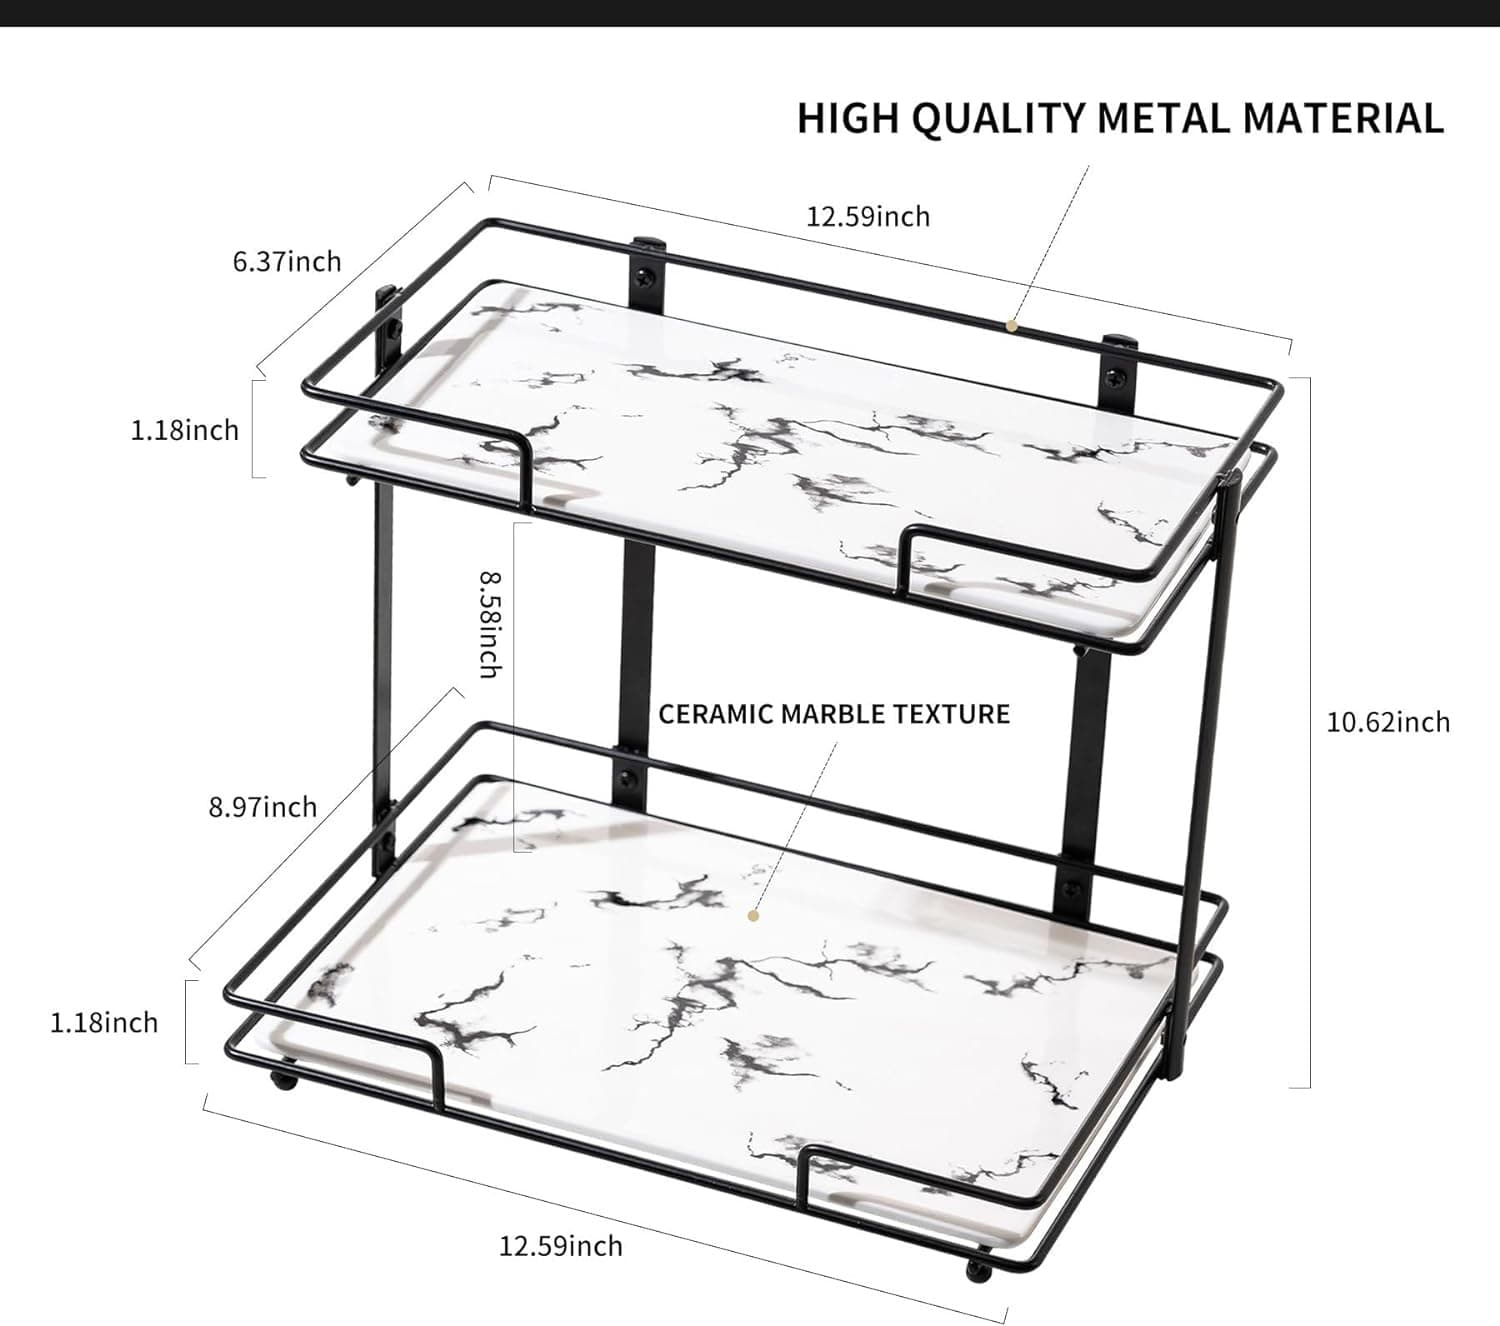 HIGH QUALITY METAL MATERIAL
12.59inch
6.37inch
1.18inch
8.58inch
CERAMIC MARBLE TEXTURE
10.62inch
8.97inch
1.18inch
12.59inch